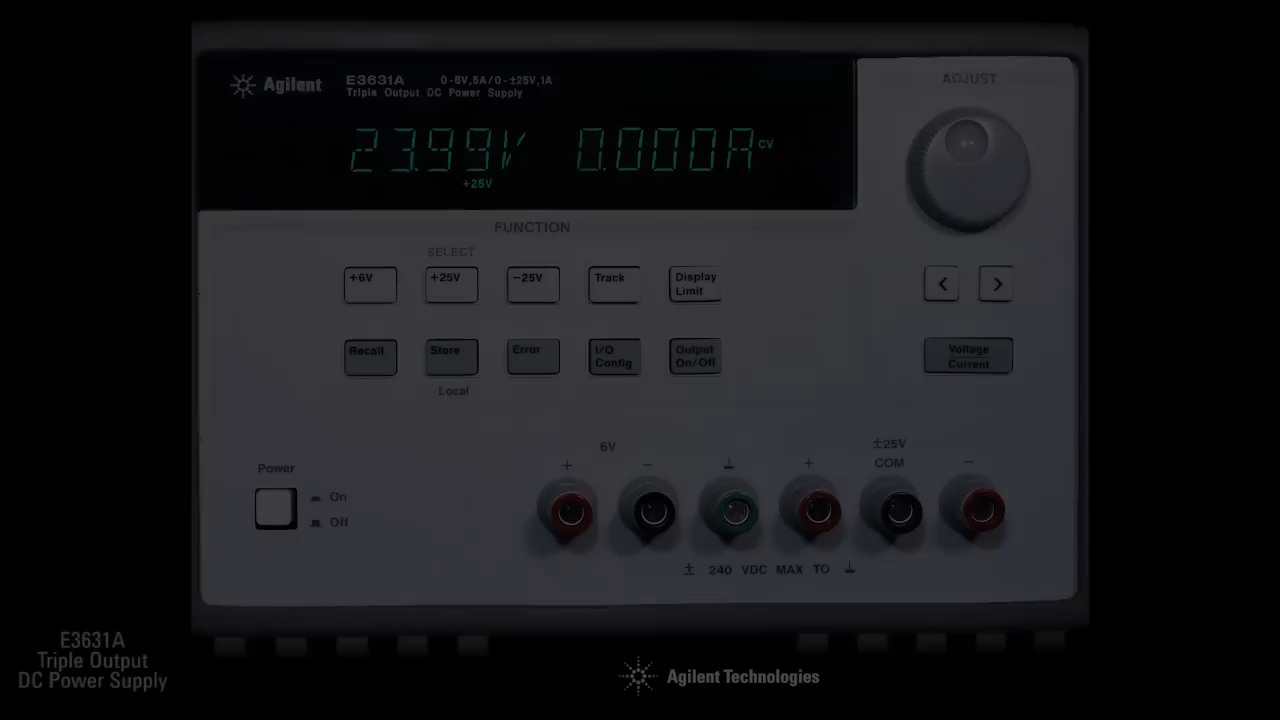 Agilent
E3631A 0-6V,5A/0-±25V,1A
Triple Output DC Power Supply
23.99V 0.000A CV
+25V
ADJUST
FUNCTION
SELECT
+6V +25V -25V Track Display Limit
< >
Recall Store Error I/O Config Output On/Off
Voltage
Current
Local
6V ±25V
+ - ⏊ + COM -
Power
On
Off
± 240 VDC MAX TO ⏊
E3631A
Triple Output
DC Power Supply
Agilent Technologies